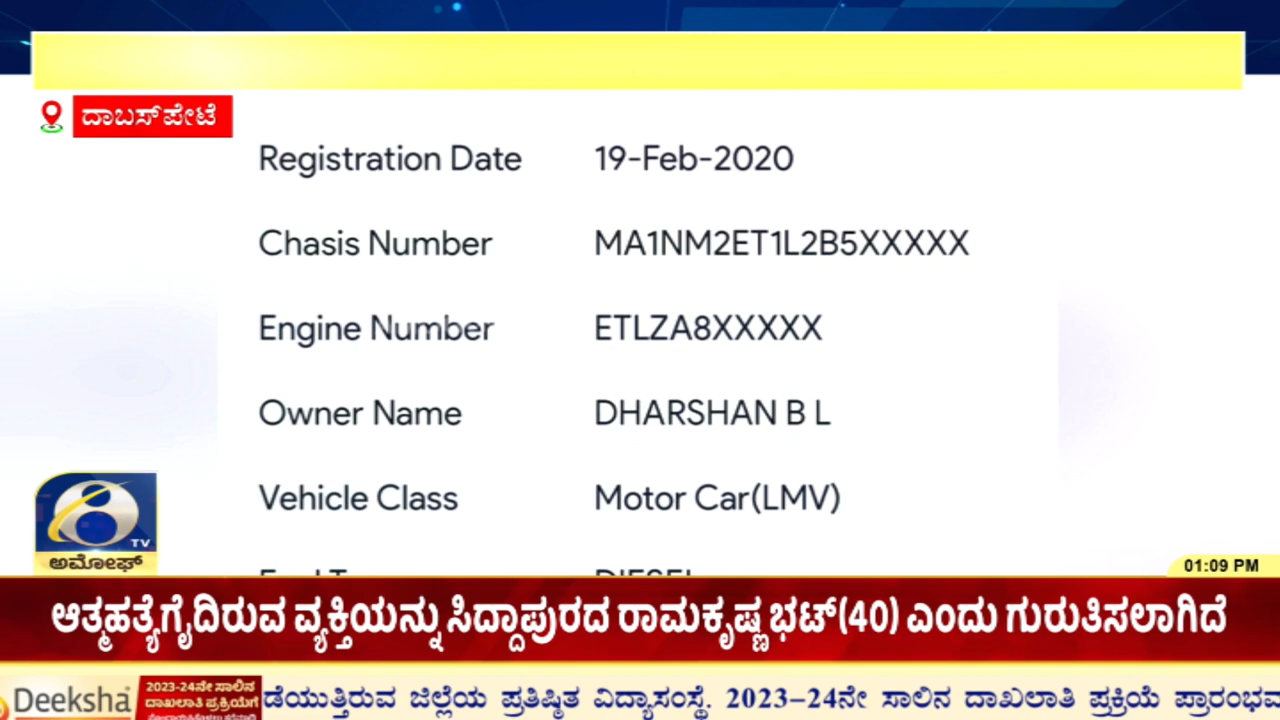 ದಾಬಸ್‌ಪೇಟೆ
Registration Date 19-Feb-2020
Chasis Number MA1NM2ET1L2B5XXXXX
Engine Number ETLZA8XXXXX
Owner Name DHARSHAN B L
Vehicle Class Motor Car(LMV)
8 TV
ಅಮೋಘ್
01:09 PM
ಆತ್ಮಹತ್ಯೆಗೈದಿರುವ ವ್ಯಕ್ತಿಯನ್ನು ಸಿದ್ದಾಪುರದ ರಾಮಕೃಷ್ಣ ಭಟ್(40) ಎಂದು ಗುರುತಿಸಲಾಗಿದೆ
Deeksha
2023-24ನೇ ಸಾಲಿನ
ದಾಖಲಾತಿ ಪ್ರಕ್ರಿಯೆಗೆ
ಡೆಯುತ್ತಿರುವ ಜಿಲ್ಲೆಯ ಪ್ರತಿಷ್ಠಿತ ವಿದ್ಯಾಸಂಸ್ಥೆ. 2023-24ನೇ ಸಾಲಿನ ದಾಖಲಾತಿ ಪ್ರಕ್ರಿಯೆ ಪ್ರಾರಂಭವ